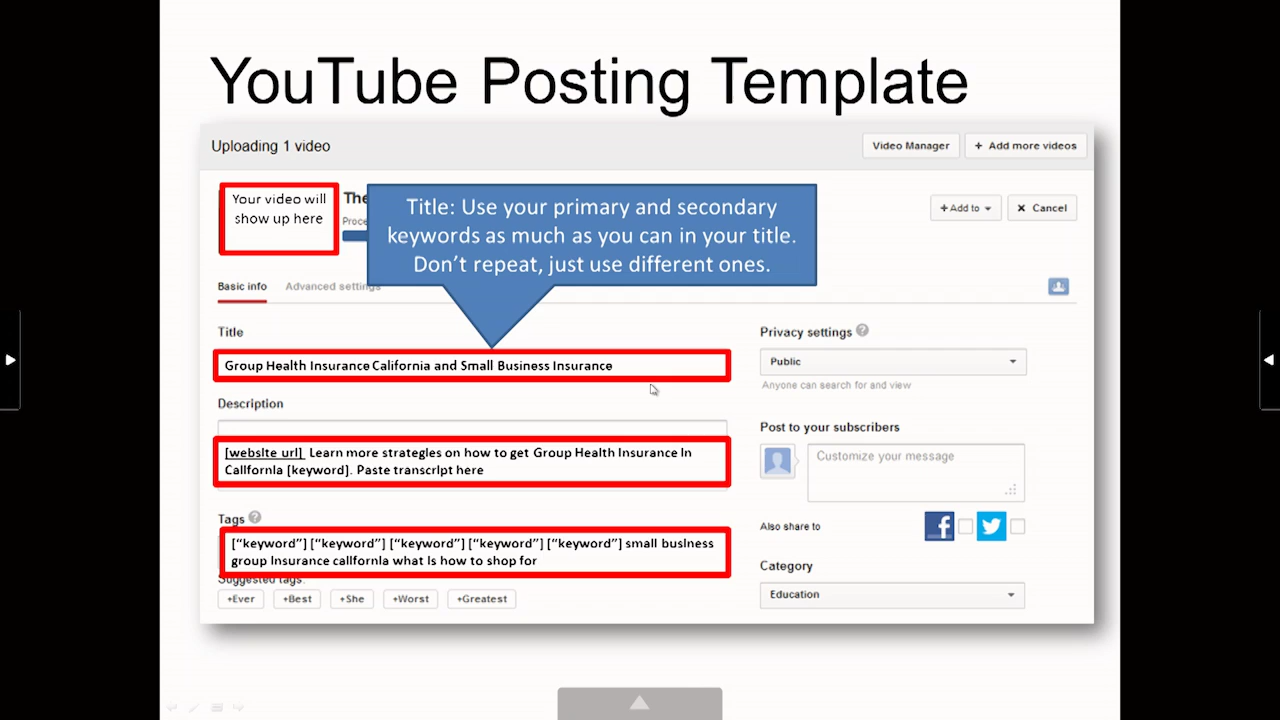 YouTube Posting Template
Uploading 1 video
Video Manager
+ Add more videos
Your video will
show up here
The
Proce
Title: Use your primary and secondary
keywords as much as you can in your title.
Don't repeat, just use different ones.
+Add to
× Cancel
Basic info
Advanced settings
Title
Group Health Insurance California and Small Business Insurance
Privacy settings
Public
Anyone can search for and view
Description
[website url] Learn more strategies on how to get Group Health Insurance in
California [keyword]. Paste transcript here
Post to your subscribers
Customize your message
Tags
["keyword"] ["keyword"] ["keyword"] ["keyword"] ["keyword"] small business
group insurance california what is how to shop for
Also share to
Suggested tags:
+Ever
+Best
+She
+Worst
+Greatest
Category
Education